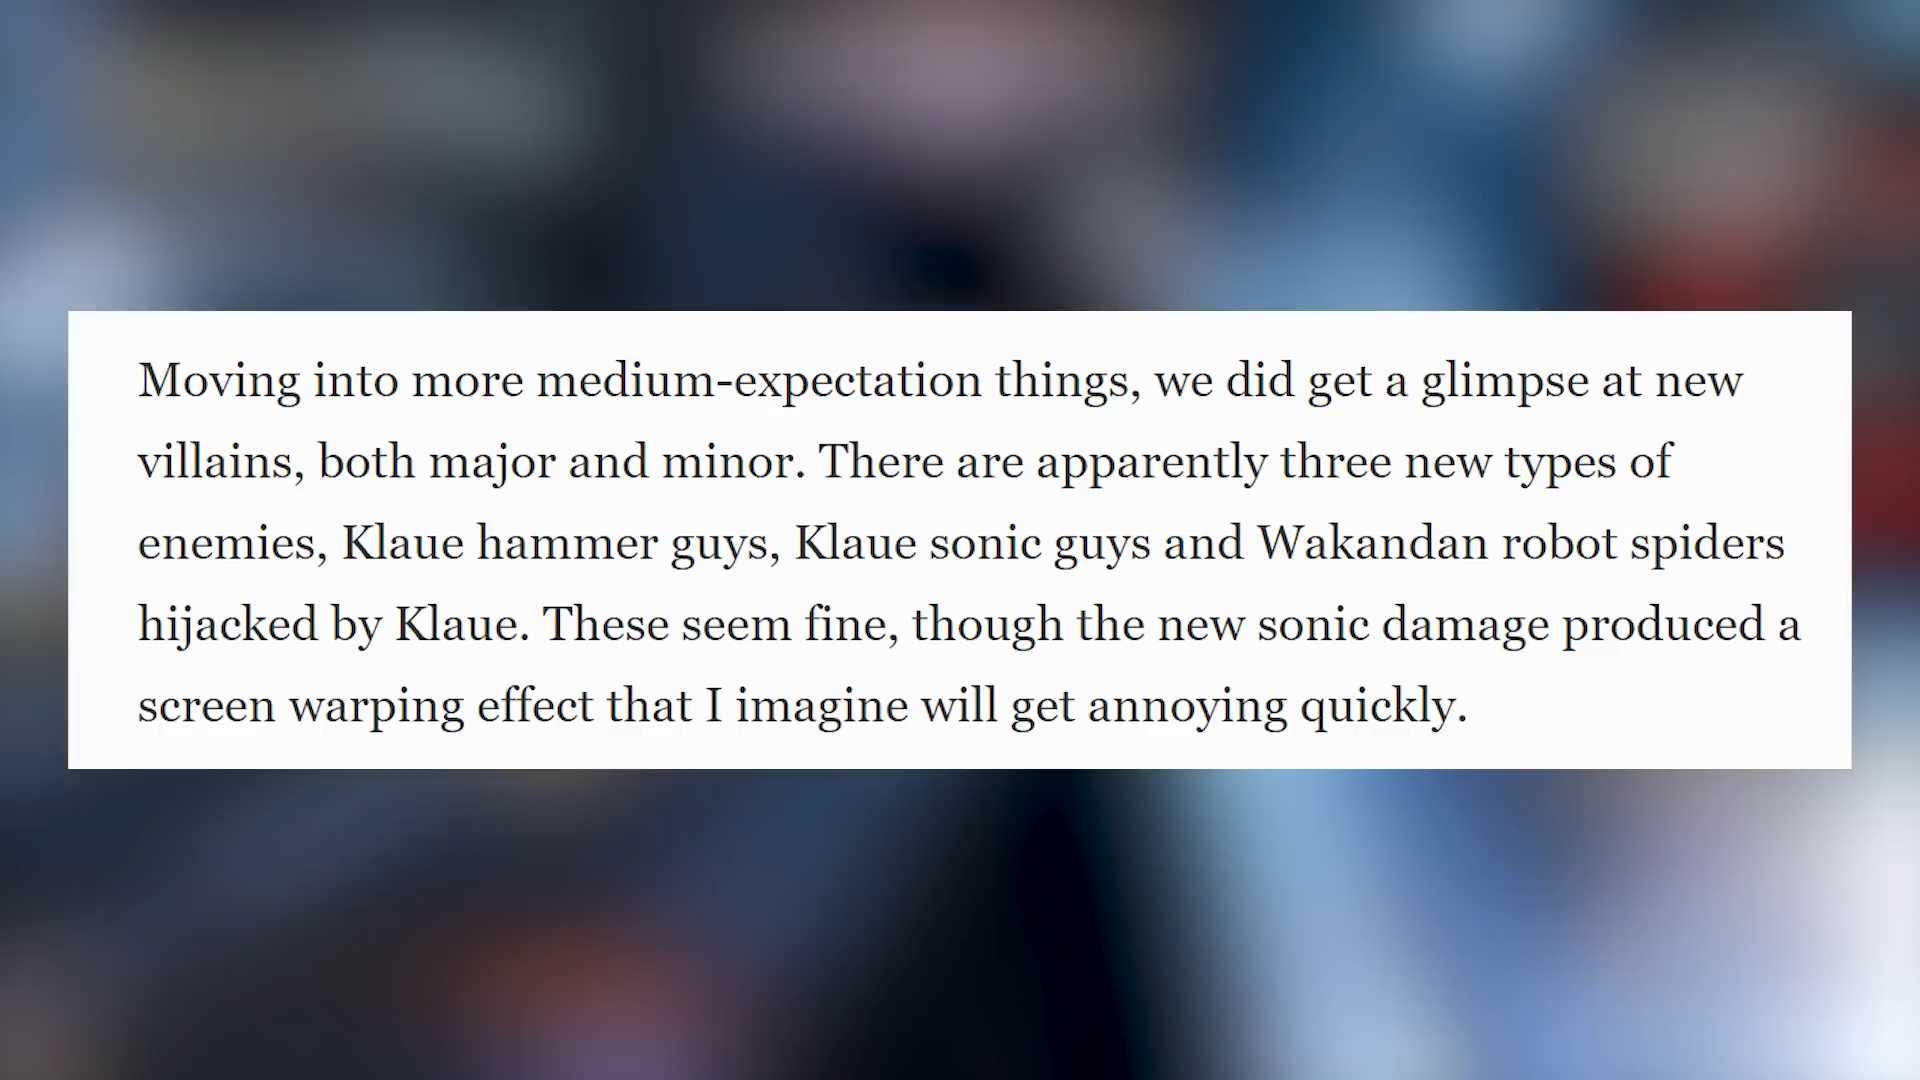 Moving into more medium-expectation things, we did get a glimpse at new
villains, both major and minor. There are apparently three new types of
enemies, Klaue hammer guys, Klaue sonic guys and Wakandan robot spiders
hijacked by Klaue. These seem fine, though the new sonic damage produced a
screen warping effect that I imagine will get annoying quickly.